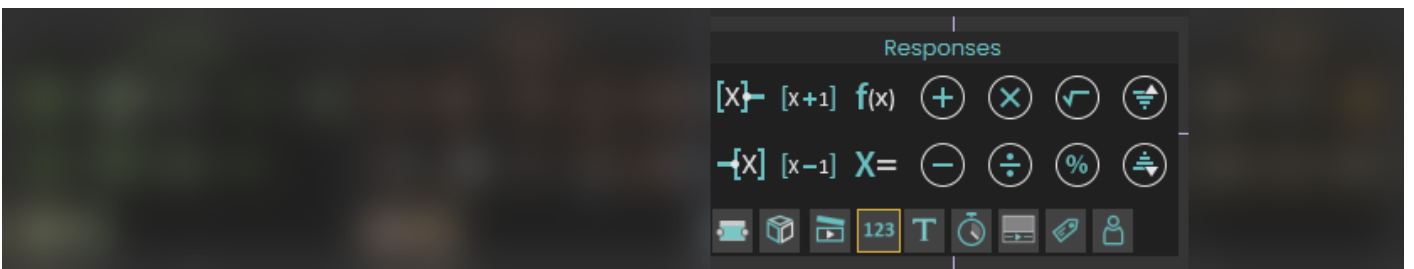 Responses
[X] [x+1] f(x) + × √
[X] [x−1] X= − ÷ %
123 T